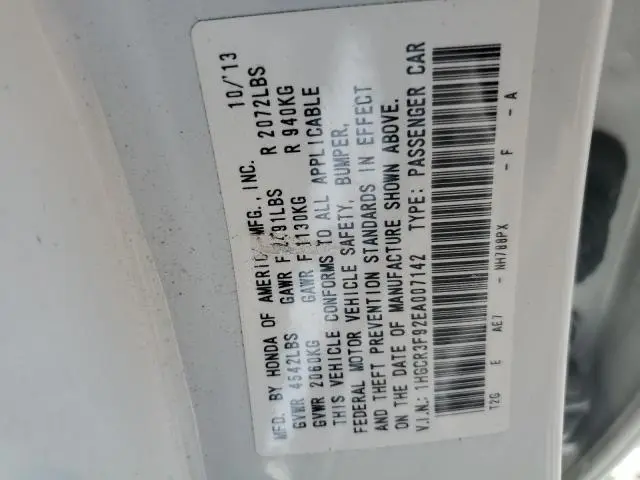 MFD. BY HONDA OF AMERICA MFG., INC. 10/'13
GVWR 4542LBS GAWR F 2491LBS R 2072LBS
GVWR 2060KG GAWR F 1130KG R 940KG
THIS VEHICLE CONFORMS TO ALL APPLICABLE
FEDERAL MOTOR VEHICLE SAFETY, BUMPER,
AND THEFT PREVENTION STANDARDS IN EFFECT
ON THE DATE OF MANUFACTURE SHOWN ABOVE.
V.I.N.: 1HGCR3F92EA007142 TYPE: PASSENGER CAR
T2G E AE7 - NH788PX - F - A